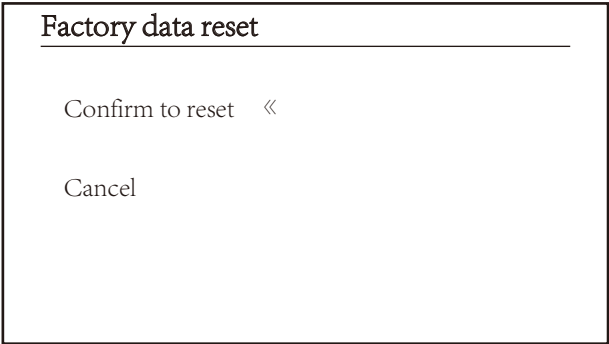 Factory data reset
Confirm to reset «
Cancel